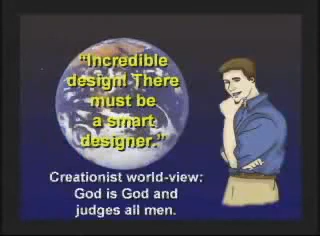 "Incredible
design! There
must be
a smart
designer."
Creationist world-view:
God is God and
judges all men.